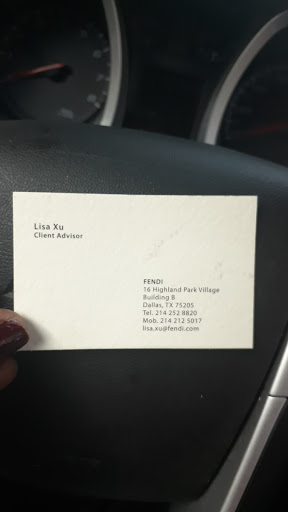 Lisa Xu
Client Advisor
FENDI
16 Highland Park Village
Building B
Dallas, TX 75205
Tel. 214 252 8820
Mob. 214 212 5017
lisa.xu@fendi.com